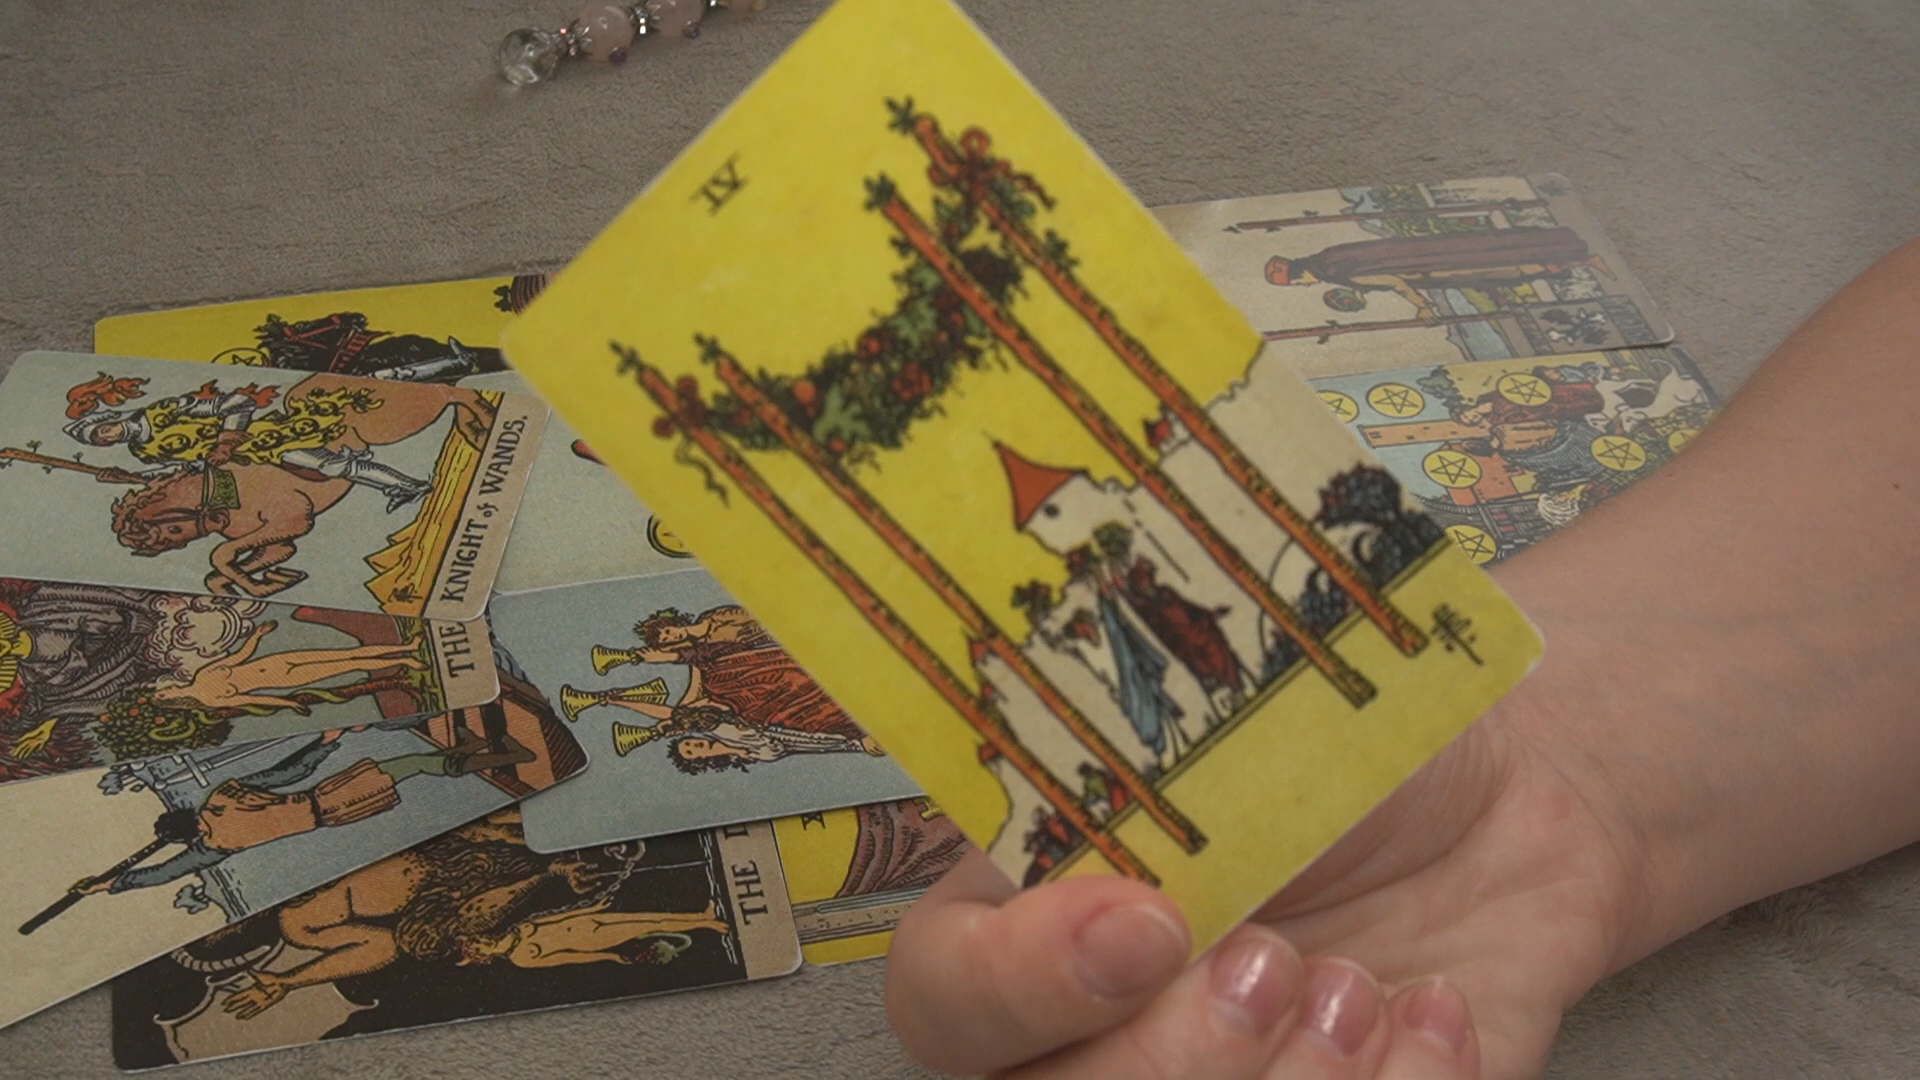 IV
KNIGHT of WANDS.
THE
THE